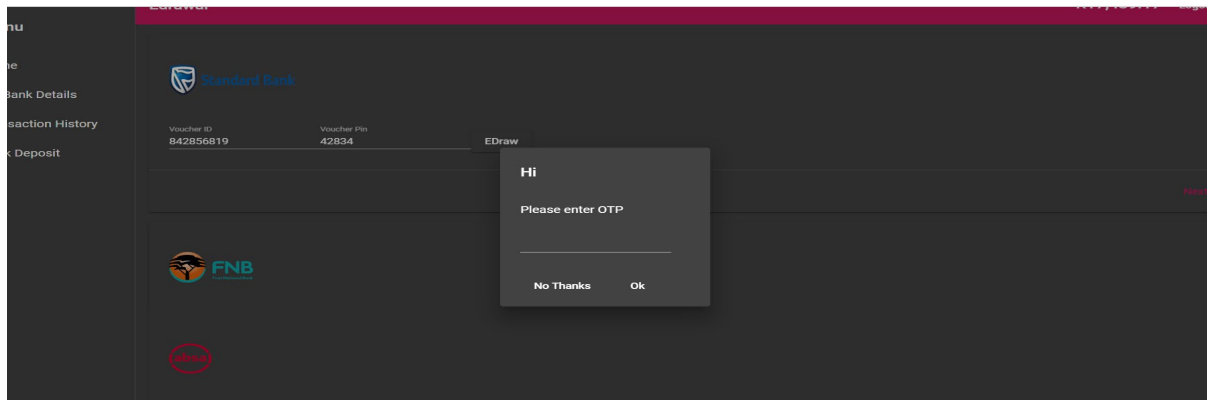 nu
ne
Bank Details
saction History
k Deposit
Standard Bank
Voucher ID
842856819
Voucher Pin
42834
EDraw
Hi
Please enter OTP
No Thanks
Ok
FNB
absa